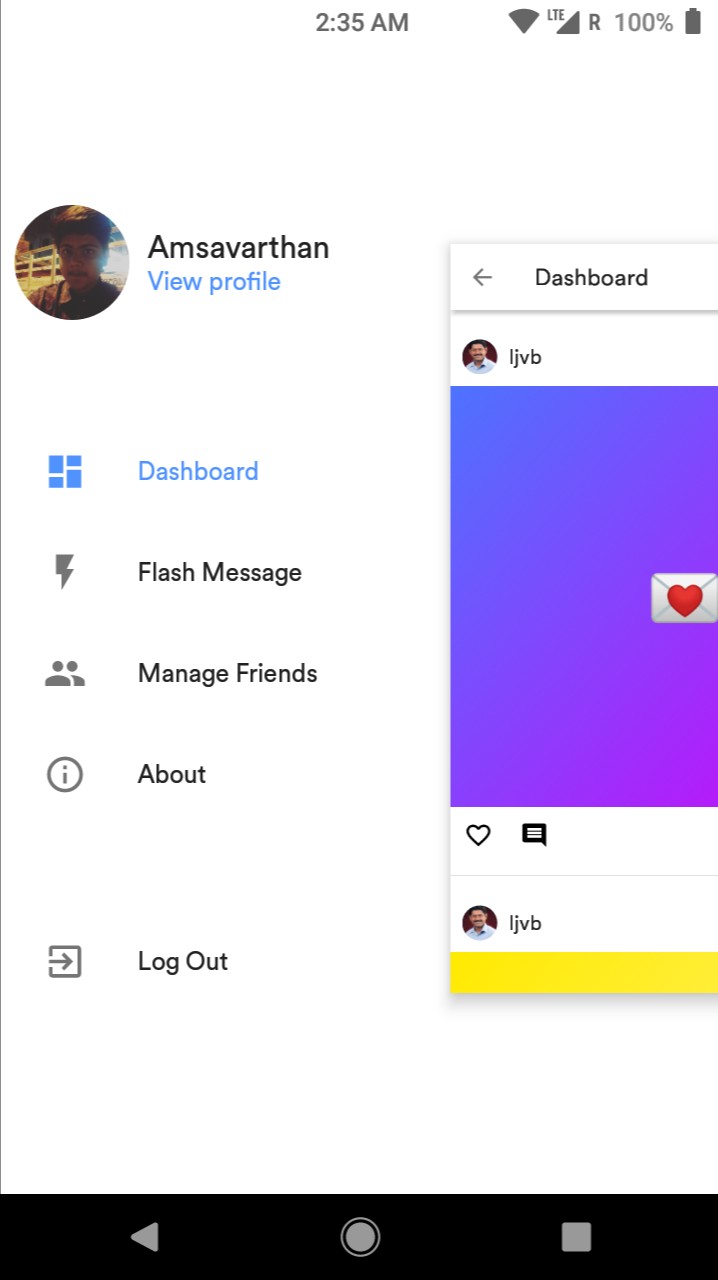 2:35 AM
LTE
R 100%
Amsavarthan
View profile
Dashboard
Flash Message
Manage Friends
About
Log Out
Dashboard
ljvb
ljvb